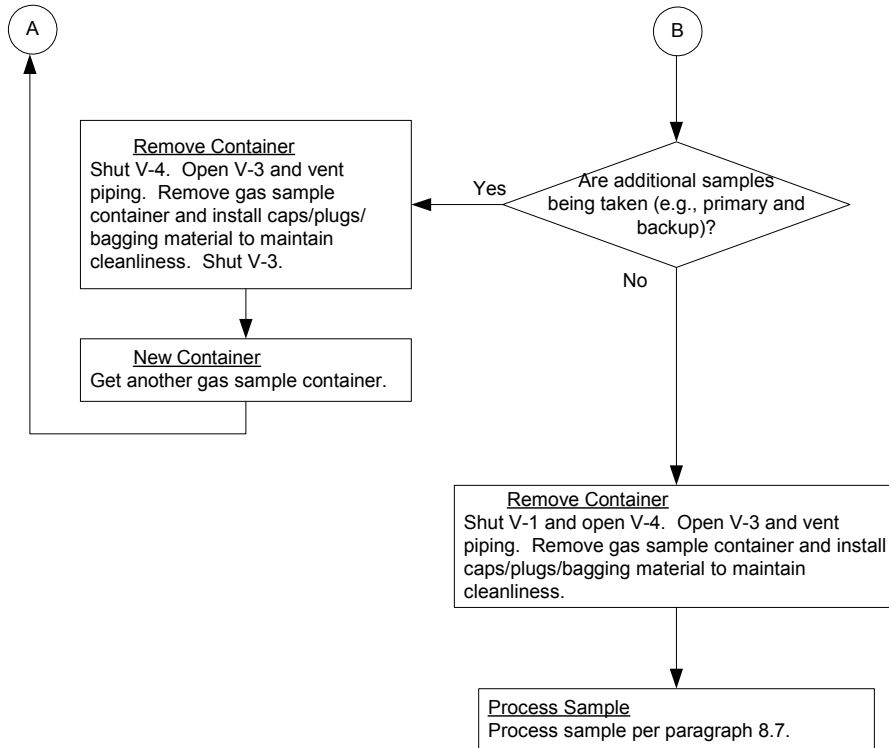 A
B
Are additional samples
being taken (e.g., primary and
backup)?
Yes
Remove Container
Shut V-4. Open V-3 and vent
piping. Remove gas sample
container and install caps/plugs/
bagging material to maintain
cleanliness. Shut V-3.
New Container
Get another gas sample container.
No
Remove Container
Shut V-1 and open V-4. Open V-3 and vent
piping. Remove gas sample container and install
caps/plugs/bagging material to maintain
cleanliness.
Process Sample
Process sample per paragraph 8.7.